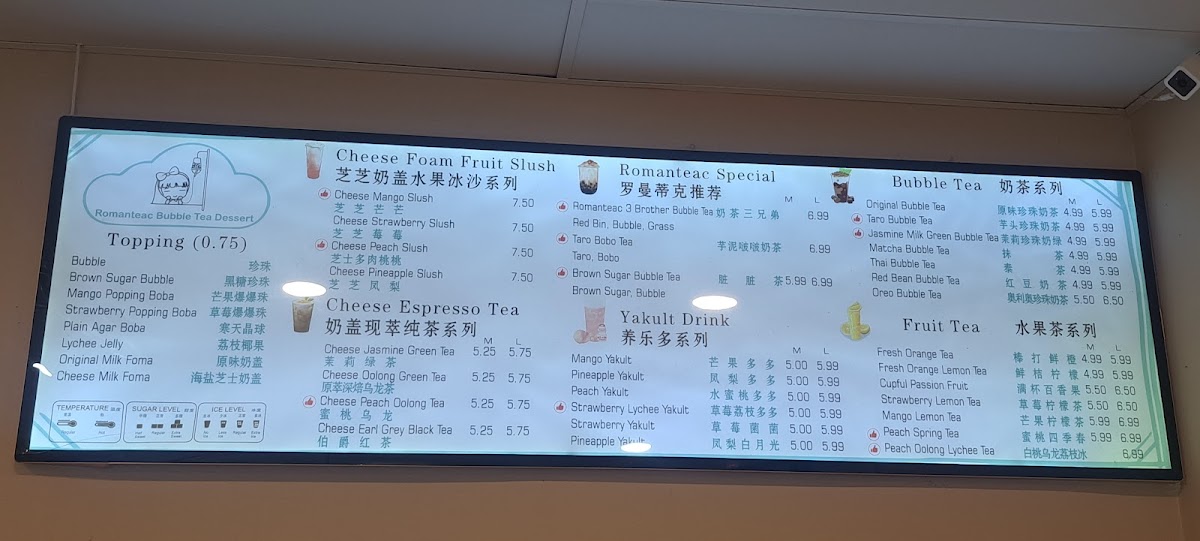 Romanteac Bubble Tea Dessert
Topping (0.75)
Bubble 珍珠
Brown Sugar Bubble 黑糖珍珠
Mango Popping Boba 芒果爆爆珠
Strawberry Popping Boba 草莓爆爆珠
Plain Agar Boba 寒天晶球
Lychee Jelly 荔枝椰果
Original Milk Foma 原味奶盖
Cheese Milk Foma 海盐芝士奶盖
TEMPERATURE
SUGAR LEVEL
ICE LEVEL
Cheese Foam Fruit Slush
芝芝奶盖水果冰沙系列
Cheese Mango Slush 7.50
芝芝芒芒
Cheese Strawberry Slush 7.50
芝芝莓莓
Cheese Peach Slush 7.50
芝士多肉桃桃
Cheese Pineapple Slush 7.50
芝芝凤梨
Cheese Espresso Tea
奶盖现萃纯茶系列
M L
Cheese Jasmine Green Tea 5.25 5.75
茉莉绿茶
Cheese Oolong Green Tea 5.25 5.75
原萃深焙乌龙茶
Cheese Peach Oolong Tea 5.25 5.75
蜜桃乌龙
Cheese Earl Grey Black Tea 5.25 5.75
伯爵红茶
Romanteac Special
罗曼蒂克推荐
M L
Romanteac 3 Brother Bubble Tea 奶茶三兄弟 6.99
Red Bin, Bubble, Grass
Taro Bobo Tea 芋泥啵啵奶茶 6.99
Taro, Bobo
Brown Sugar Bubble Tea 脏脏茶 5.99 6.99
Brown Sugar, Bubble
Yakult Drink
养乐多系列
M L
Mango Yakult 芒果多多 5.00 5.99
Pineapple Yakult 凤梨多多 5.00 5.99
Peach Yakult 水蜜桃多多 5.00 5.99
Strawberry Lychee Yakult 草莓荔枝多多 5.00 5.99
Strawberry Yakult 草莓菌菌 5.00 5.99
Pineapple Yakult 凤梨白月光 5.00 5.99
Bubble Tea 奶茶系列
M L
Original Bubble Tea 原味珍珠奶茶 4.99 5.99
Taro Bubble Tea 芋头珍珠奶茶 4.99 5.99
Jasmine Milk Green Bubble Tea 茉莉珍珠奶绿 4.99 5.99
Matcha Bubble Tea 抹茶 4.99 5.99
Thai Bubble Tea 泰茶 4.99 5.99
Red Bean Bubble Tea 红豆奶茶 4.99 5.99
Oreo Bubble Tea 奥利奥珍珠奶茶 5.50 6.50
Fruit Tea 水果茶系列
M L
Fresh Orange Tea 棒打鲜橙 4.99 5.99
Fresh Orange Lemon Tea 鲜桔柠檬 4.99 5.99
Cupful Passion Fruit 满杯百香果 5.50 6.50
Strawberry Lemon Tea 草莓柠檬茶 5.50 6.50
Mango Lemon Tea 芒果柠檬茶 5.99 6.99
Peach Spring Tea 蜜桃四季春 5.99 6.99
Peach Oolong Lychee Tea 白桃乌龙荔枝冰 6.99